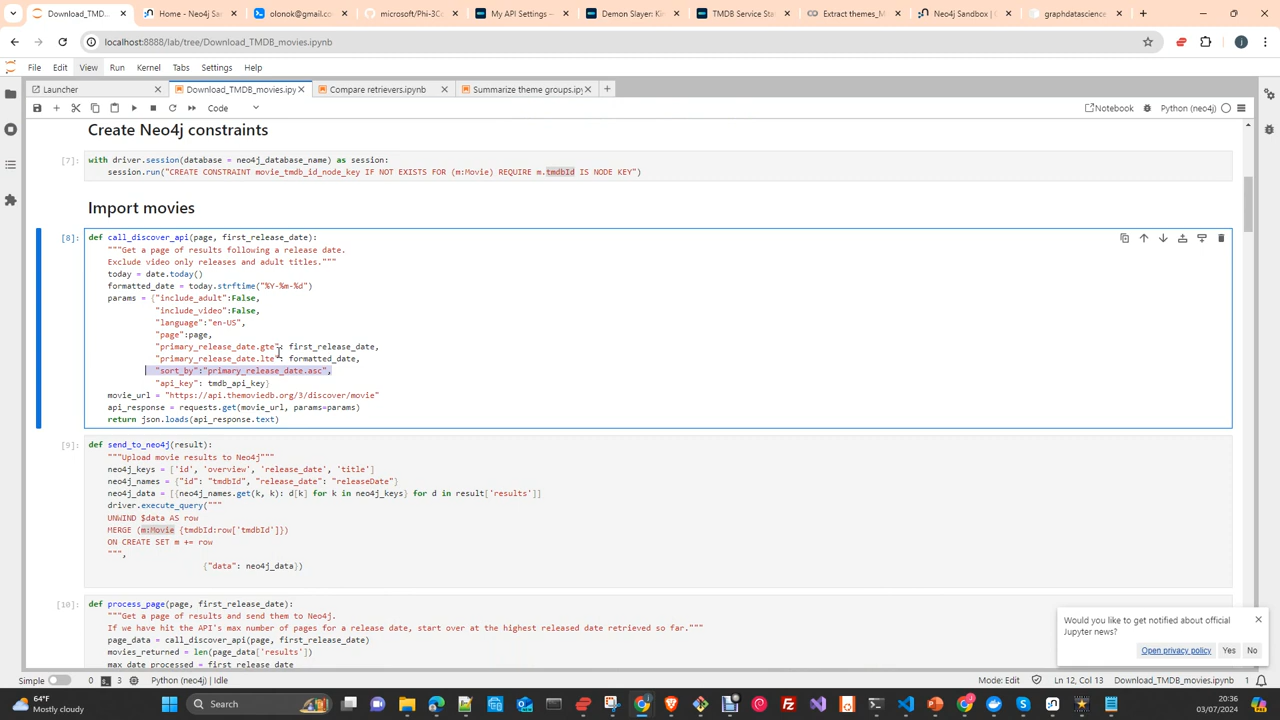 Download_TMDB_movies.ip
Home - Neo4j Sandbox
olonok@gmail.com
microsoft/Phi-3C
My API Settings —
Demon Slayer: Ki
TMDB Service Sta
Extract themes_M
Neo4j Sandbox |
graphdatascience
localhost:8888/lab/tree/Download_TMDB_movies.ipynb
File Edit View Run Kernel Tabs Settings Help
Launcher
Download_TMDB_movies.ipy
Compare retrievers.ipynb
Summarize theme groups.ipy
Code
Notebook
Python (neo4j)
Create Neo4j constraints
[7]: with driver.session(database = neo4j_database_name) as session:
session.run("CREATE CONSTRAINT movie_tmdb_id_node_key IF NOT EXISTS FOR (m:Movie) REQUIRE m.tmdbId IS NODE KEY")
Import movies
[8]: def call_discover_api(page, first_release_date):
"""Get a page of results following a release date.
Exclude video only releases and adult titles."""
today = date.today()
formatted_date = today.strftime("%Y-%m-%d")
params = {"include_adult":False,
"include_video":False,
"language":"en-US",
"page":page,
"primary_release_date.gte": first_release_date,
"primary_release_date.lte": formatted_date,
"sort_by":"primary_release_date.asc",
"api_key": tmdb_api_key}
movie_url = "https://api.themoviedb.org/3/discover/movie"
api_response = requests.get(movie_url, params=params)
return json.loads(api_response.text)
[9]: def send_to_neo4j(result):
"""Upload movie results to Neo4j"""
neo4j_keys = ['id', 'overview', 'release_date', 'title']
neo4j_names = {"id": "tmdbId", "release_date": "releaseDate"}
neo4j_data = [{neo4j_names.get(k, k): d[k] for k in neo4j_keys} for d in result['results']]
driver.execute_query("""
UNWIND $data AS row
MERGE (m:Movie {tmdbId:row['tmdbId']})
ON CREATE SET m += row
""",
{"data": neo4j_data})
[10]: def process_page(page, first_release_date):
"""Get a page of results and send them to Neo4j.
If we have hit the API's max number of pages for a release date, start over at the highest released date retrieved so far."""
page_data = call_discover_api(page, first_release_date)
movies_returned = len(page_data['results'])
max_date_processed = first_release_date
Would you like to get notified about official
Jupyter news?
Open privacy policy Yes No
Simple 0 3 Python (neo4j) | Idle
Mode: Edit Ln 12, Col 13 Download_TMDB_movies.ipynb 1
64°F
Mostly cloudy
Search
20:36
03/07/2024